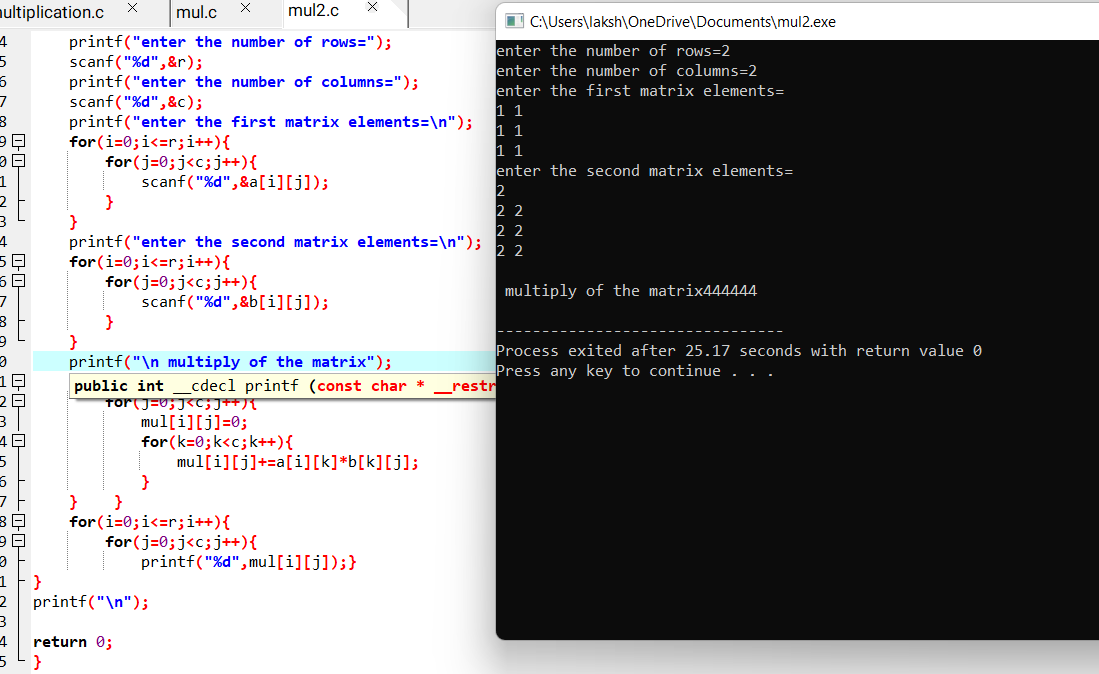 ultiplication.c
mul.c
mul2.c
4 printf("enter the number of rows=");
5 scanf("%d",&r);
6 printf("enter the number of columns=");
7 scanf("%d",&c);
8 printf("enter the first matrix elements=\n");
9 for(i=0;i<=r;i++){
0 for(j=0;j<c;j++){
1 scanf("%d",&a[i][j]);
2 }
3 }
4 printf("enter the second matrix elements=\n");
5 for(i=0;i<=r;i++){
6 for(j=0;j<c;j++){
7 scanf("%d",&b[i][j]);
8 }
9 }
0 printf("\n multiply of the matrix");
1 public int __cdecl printf (const char * __restr
2 for(j=0;j<c;j++){
3 mul[i][j]=0;
4 for(k=0;k<c;k++){
5 mul[i][j]+=a[i][k]*b[k][j];
6 }
7 } }
8 for(i=0;i<=r;i++){
9 for(j=0;j<c;j++){
0 printf("%d",mul[i][j]);}
1 }
2 printf("\n");
3
4 return 0;
5 }
C:\Users\laksh\OneDrive\Documents\mul2.exe
enter the number of rows=2
enter the number of columns=2
enter the first matrix elements=
1 1
1 1
1 1
enter the second matrix elements=
2
2 2
2 2
2 2
multiply of the matrix444444
--------------------------------
Process exited after 25.17 seconds with return value 0
Press any key to continue . . .